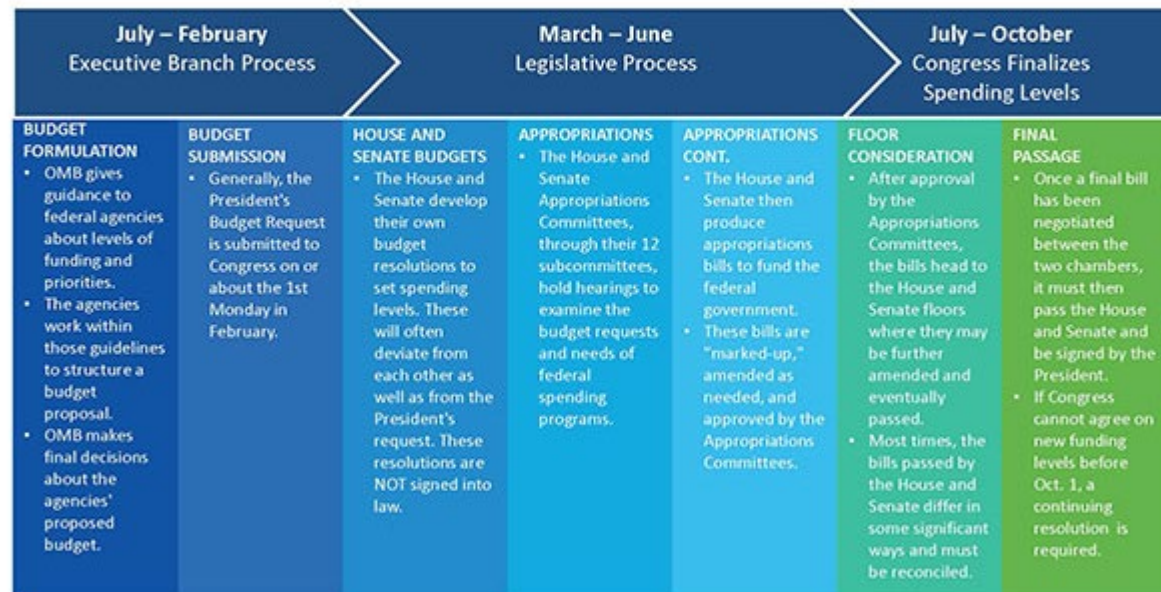 July – February
Executive Branch Process
March – June
Legislative Process
July – October
Congress Finalizes
Spending Levels
BUDGET
FORMULATION
• OMB gives
guidance to
federal agencies
about levels of
funding and
priorities.
• The agencies
work within
those guidelines
to structure a
budget
proposal.
• OMB makes
final decisions
about the
agencies'
proposed
budget.
BUDGET
SUBMISSION
• Generally, the
President's
Budget Request
is submitted to
Congress on or
about the 1st
Monday in
February.
HOUSE AND
SENATE BUDGETS
• The House and
Senate develop
their own
budget
resolutions to
set spending
levels. These
will often
deviate from
each other as
well as from the
President's
request. These
resolutions are
NOT signed into
law.
APPROPRIATIONS
• The House and
Senate
Appropriations
Committees,
through their 12
subcommittees,
hold hearings to
examine the
budget requests
and needs of
federal
spending
programs.
APPROPRIATIONS
CONT.
• The House and
Senate then
produce
appropriations
bills to fund the
federal
government.
• These bills are
"marked-up,"
amended as
needed, and
approved by the
Appropriations
Committees.
FLOOR
CONSIDERATION
• After approval
by the
Appropriations
Committees,
the bills head to
the House and
Senate floors
where they may
be further
amended and
eventually
passed.
• Most times, the
bills passed by
the House and
Senate differ in
some significant
ways and must
be reconciled.
FINAL
PASSAGE
• Once a final bill
has been
negotiated
between the
two chambers,
it must then
pass the House
and Senate and
be signed by the
President.
• If Congress
cannot agree on
new funding
levels before
Oct. 1, a
continuing
resolution is
required.